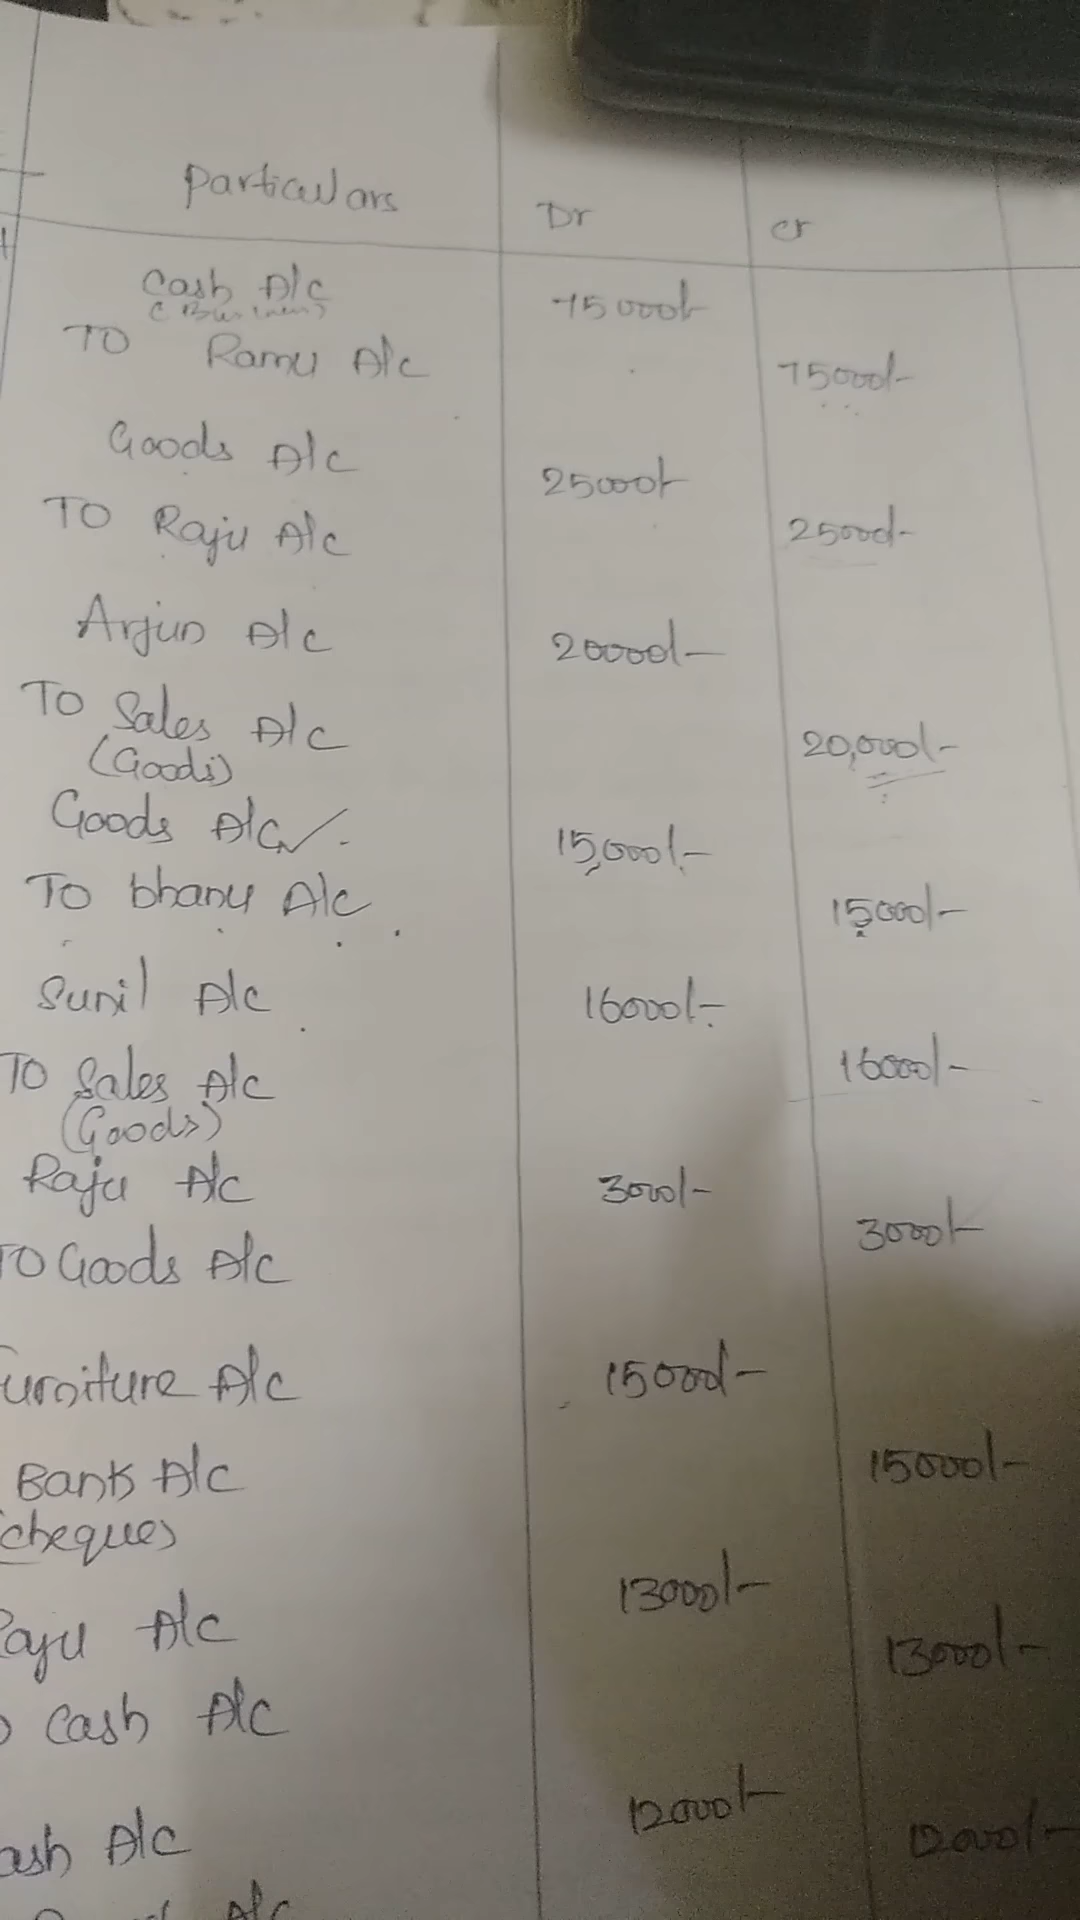 Particulars Dr cr
Cash A/c 75000/-
(Business)
TO Ramu A/c 75000/-
Goods A/c 25000/-
TO Raju A/c 25000/-
Arjun A/c 20000/-
TO Sales A/c 20,000/-
(Goods)
Goods A/c 15,000/-
TO bhanu A/c 15000/-
Sunil A/c 16000/-
TO Sales A/c 16000/-
(Goods)
Raju A/c 3000/-
TO Goods A/c 3000/-
urniture A/c 15000/-
Bank A/c 15000/-
cheques)
Raju A/c 13000/-
cash A/c 13000/-
ash A/c 12000/- 12000/-
A/c